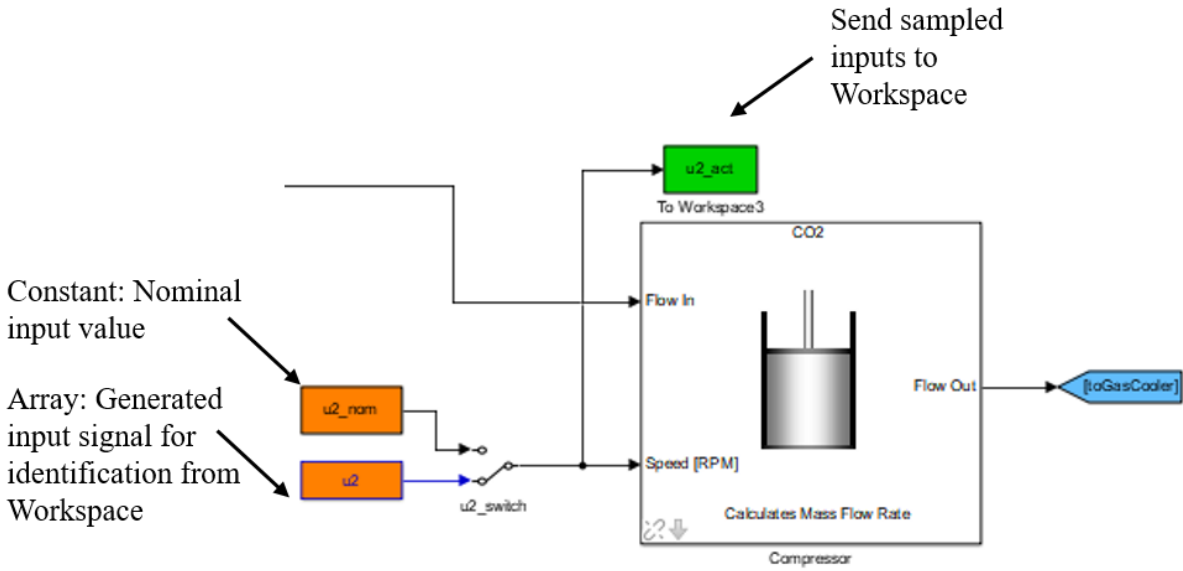 Send sampled
inputs to
Workspace
u2_act
To Workspace3
CO2
Flow In
Constant: Nominal
input value
Flow Out
[toGasCooler]
Array: Generated
input signal for
identification from
Workspace
u2_nom
u2
u2_switch
Speed [RPM]
Calculates Mass Flow Rate
Compressor